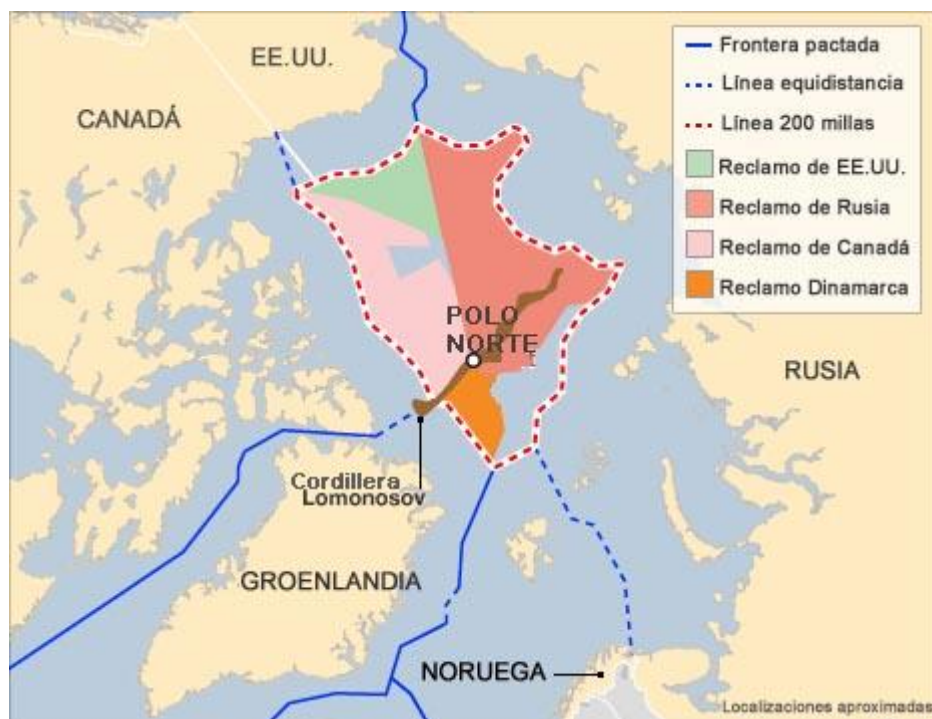 EE.UU.
CANADÁ
Frontera pactada
Línea equidistancia
Línea 200 millas
Reclamo de EE.UU.
Reclamo de Rusia
Reclamo de Canadá
Reclamo Dinamarca
POLO
NORTE
RUSIA
Cordillera
Lomonosov
GROENLANDIA
NORUEGA
Localizaciones aproximadas